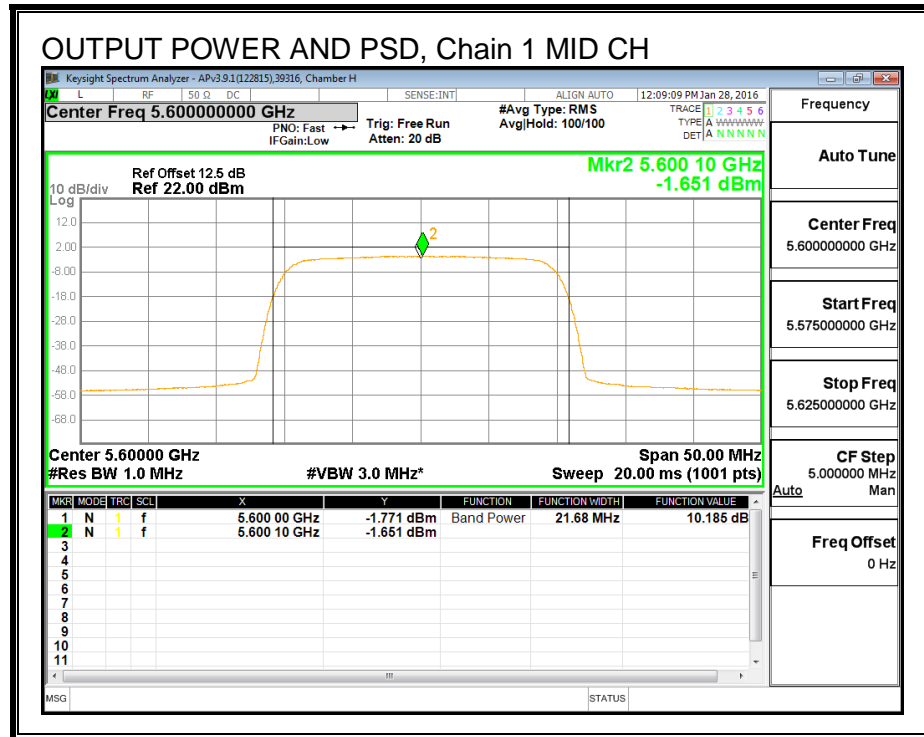 OUTPUT POWER AND PSD, Chain 1 MID CH
Keysight Spectrum Analyzer - APv3.9.1(122815),39316, Chamber H
LXI L RF 50 Ω DC SENSE:INT ALIGN AUTO 12:09:09 PM Jan 28, 2016
Center Freq 5.600000000 GHz #Avg Type: RMS TRACE 1 2 3 4 5 6
PNO: Fast Trig: Free Run Avg|Hold: 100/100 TYPE A WWWWW
IFGain:Low Atten: 20 dB DET A N N N N N
Frequency
Auto Tune
Center Freq
5.600000000 GHz
Start Freq
5.575000000 GHz
Stop Freq
5.625000000 GHz
CF Step
5.000000 MHz
Auto Man
Freq Offset
0 Hz
Mkr2 5.600 10 GHz
-1.651 dBm
Ref Offset 12.5 dB
10 dB/div Ref 22.00 dBm
Log
12.0
2.00
-8.00
-18.0
-28.0
-38.0
-48.0
-58.0
-68.0
2
Center 5.60000 GHz Span 50.00 MHz
#Res BW 1.0 MHz #VBW 3.0 MHz* Sweep 20.00 ms (1001 pts)
MKR MODE TRC SCL X Y FUNCTION FUNCTION WIDTH FUNCTION VALUE
1 N 1 f 5.600 00 GHz -1.771 dBm Band Power 21.68 MHz 10.185 dB
2 N 1 f 5.600 10 GHz -1.651 dBm
3
4
5
6
7
8
9
10
11
MSG STATUS